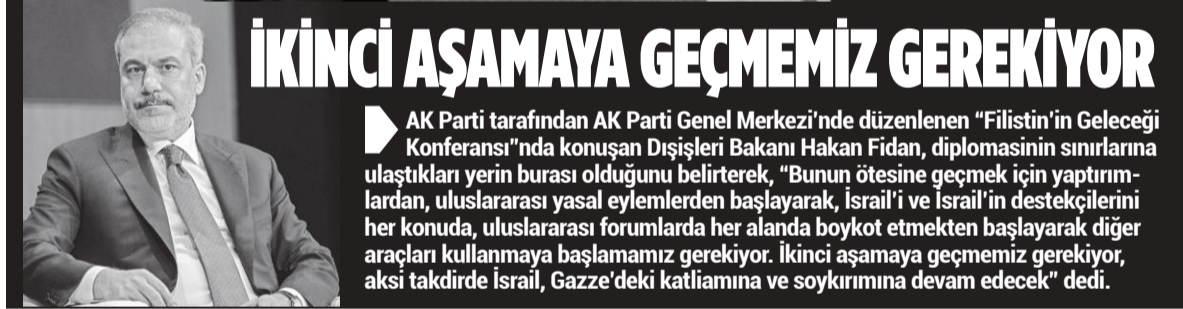 İKİNCİ AŞAMAYA GEÇMEMİZ GEREKİYOR
AK Parti tarafından AK Parti Genel Merkezi’nde düzenlenen “Filistin’in Geleceği
Konferansı”nda konuşan Dışişleri Bakanı Hakan Fidan, diplomasinin sınırlarına
ulaştıkları yerin burası olduğunu belirterek, “Bunun ötesine geçmek için yaptırım-
lardan, uluslararası yasal eylemlerden başlayarak, İsrail’i ve İsrail’in destekçilerini
her konuda, uluslararası forumlarda her alanda boykot etmekten başlayarak diğer
araçları kullanmaya başlamamız gerekiyor. İkinci aşamaya geçmemiz gerekiyor,
aksi takdirde İsrail, Gazze’deki katliamına ve soykırımına devam edecek” dedi.